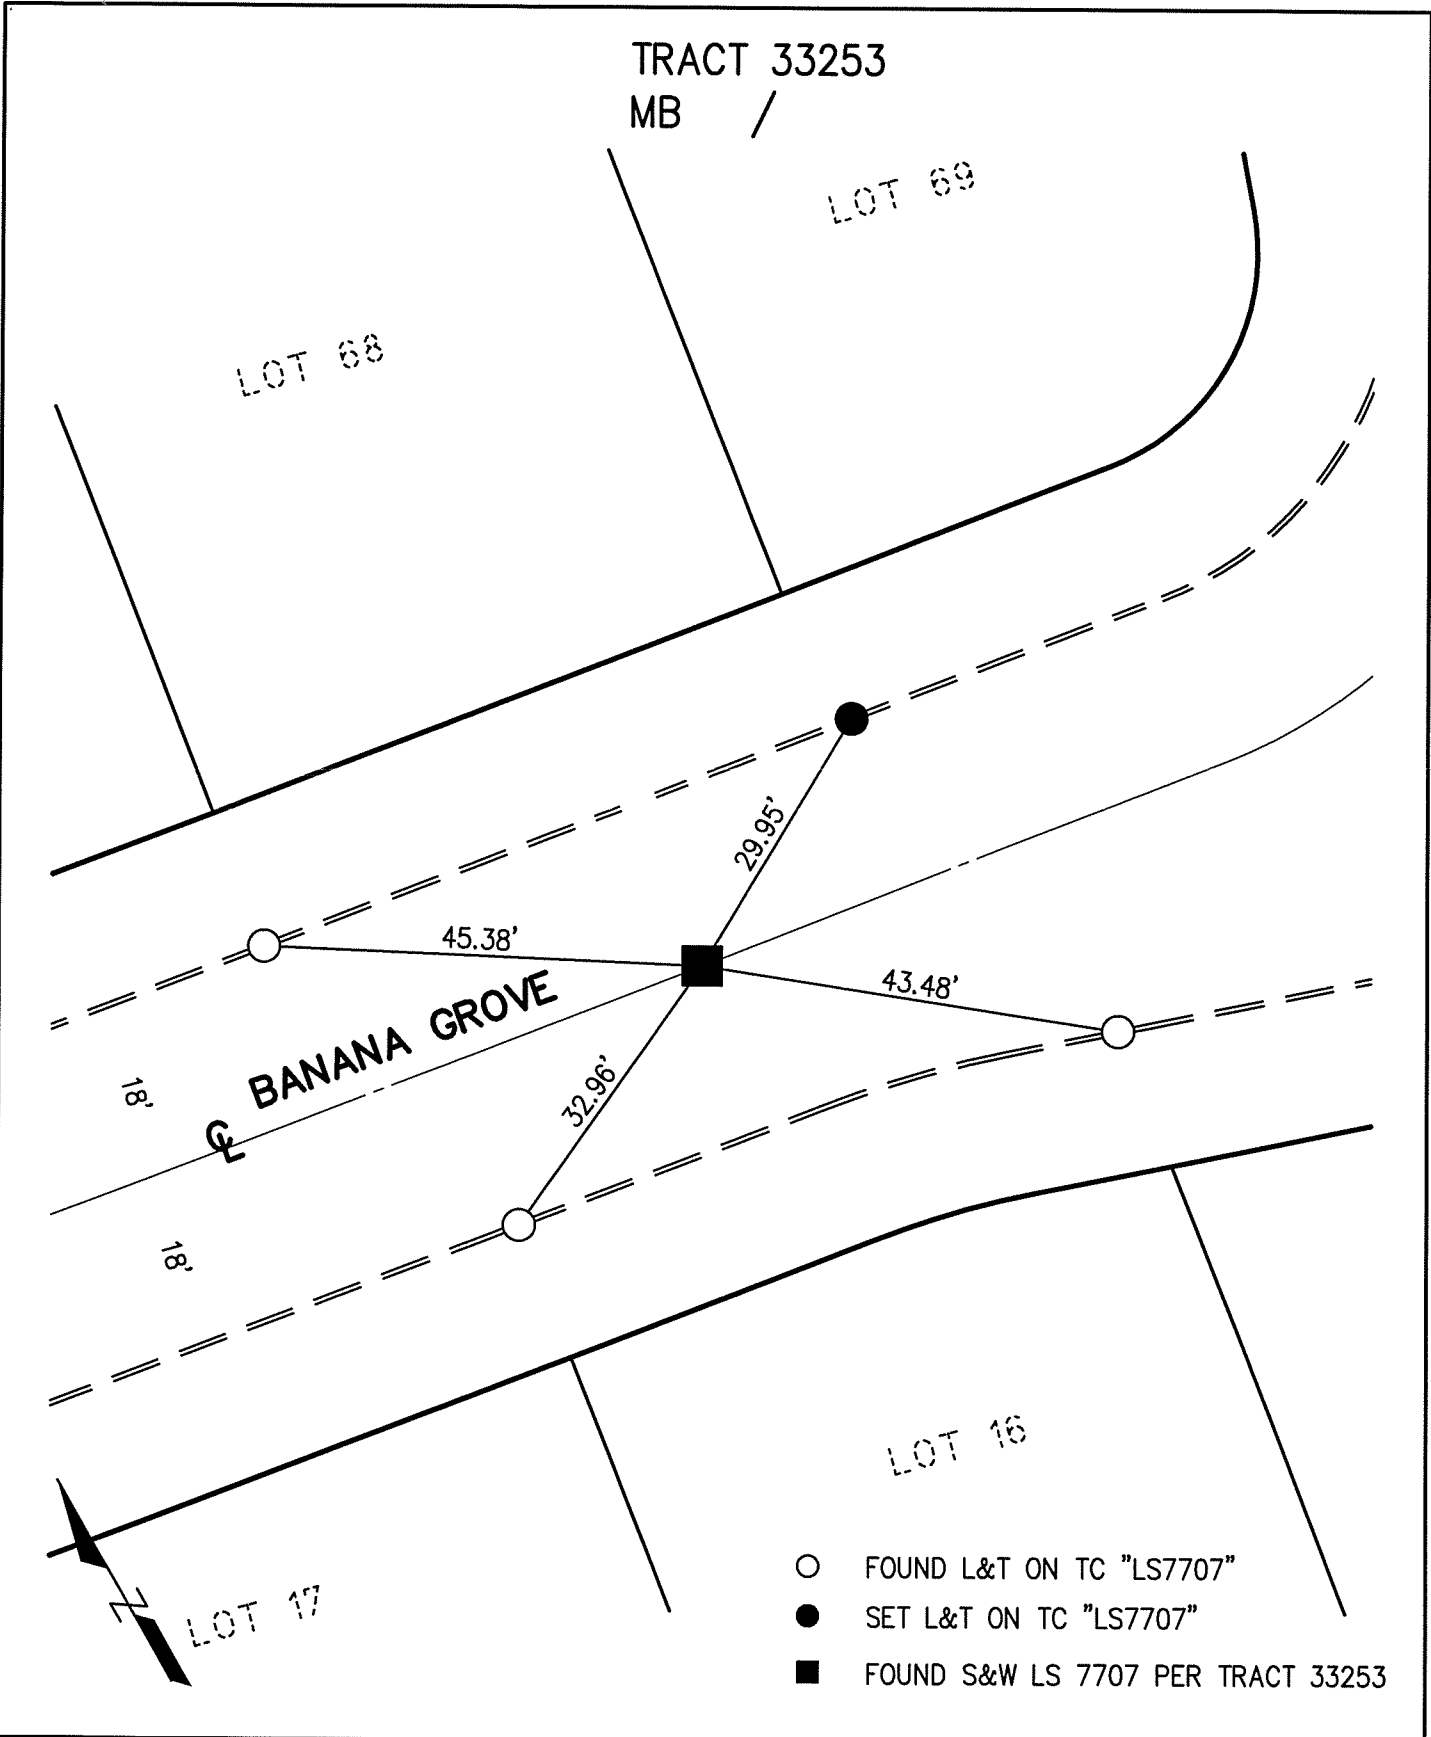 TRACT 33253
MB /
LOT 69
LOT 68
29.95'
45.38'
43.48'
BANANA GROVE
32.96'
18'
℄
18'
LOT 16
LOT 17
N
FOUND L&T ON TC "LS7707"
SET L&T ON TC "LS7707"
FOUND S&W LS 7707 PER TRACT 33253